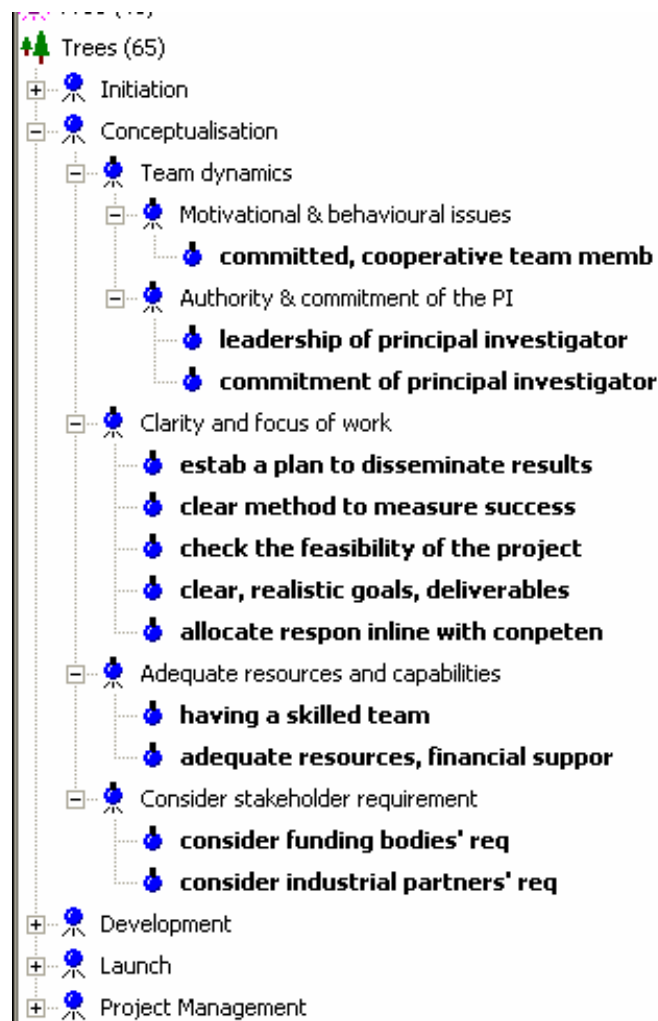 Trees (65)
Initiation
Conceptualisation
Team dynamics
Motivational & behavioural issues
committed, cooperative team memb
Authority & commitment of the PI
leadership of principal investigator
commitment of principal investigator
Clarity and focus of work
estab a plan to disseminate results
clear method to measure success
check the feasibility of the project
clear, realistic goals, deliverables
allocate respon inline with conpeten
Adequate resources and capabilities
having a skilled team
adequate resources, financial suppor
Consider stakeholder requirement
consider funding bodies' req
consider industrial partners' req
Development
Launch
Project Management